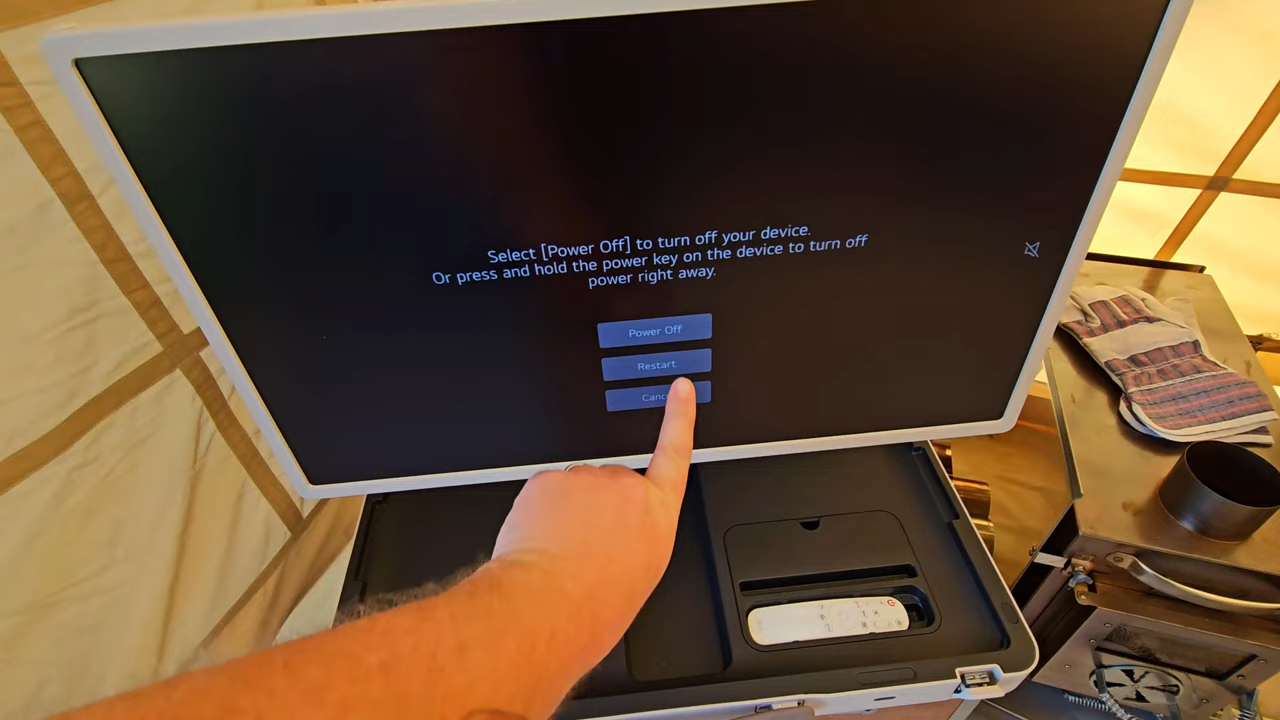 Select [Power Off] to turn off your device.
Or press and hold the power key on the device to turn off
power right away.
Power Off
Restart